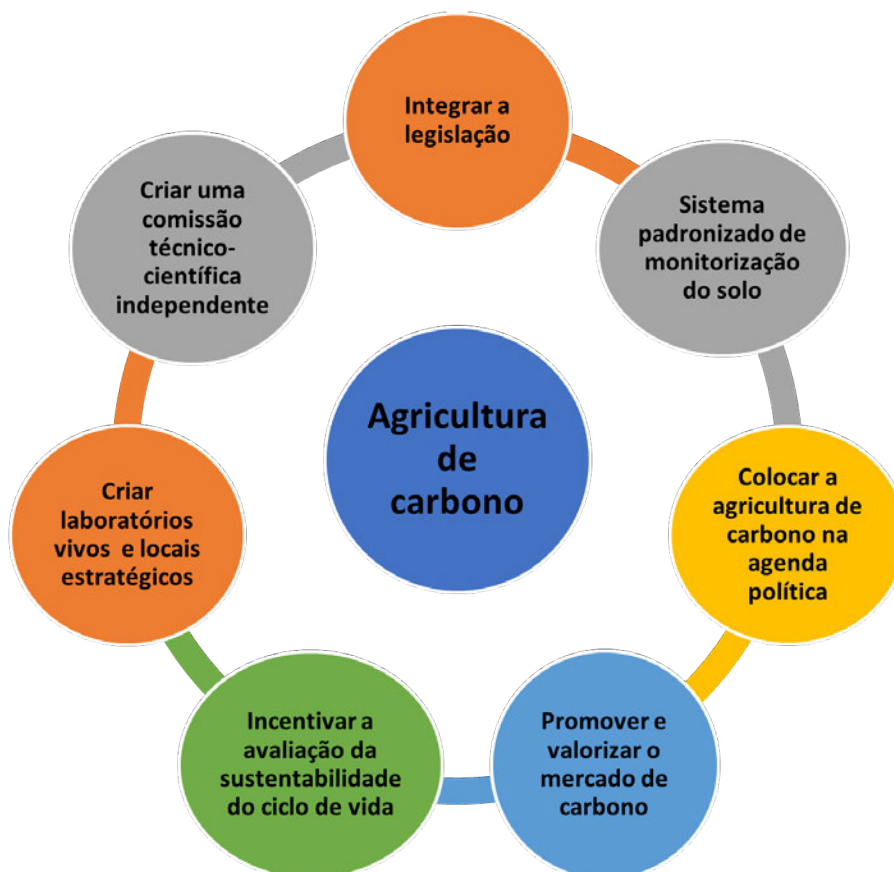 Integrar a
legislação
Sistema
padronizado de
monitorização
do solo
Colocar a
agricultura de
carbono na
agenda
política
Promover e
valorizar o
mercado de
carbono
Incentivar a
avaliação da
sustentabilidade
do ciclo de vida
Criar
laboratórios
vivos e locais
estratégicos
Criar uma
comissão
técnico-
científica
independente
Agricultura
de
carbono